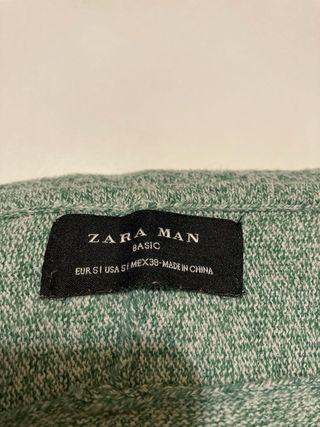 ZARA MAN
BASIC
EUR S | USA S | MEX 38-MADE IN CHINA